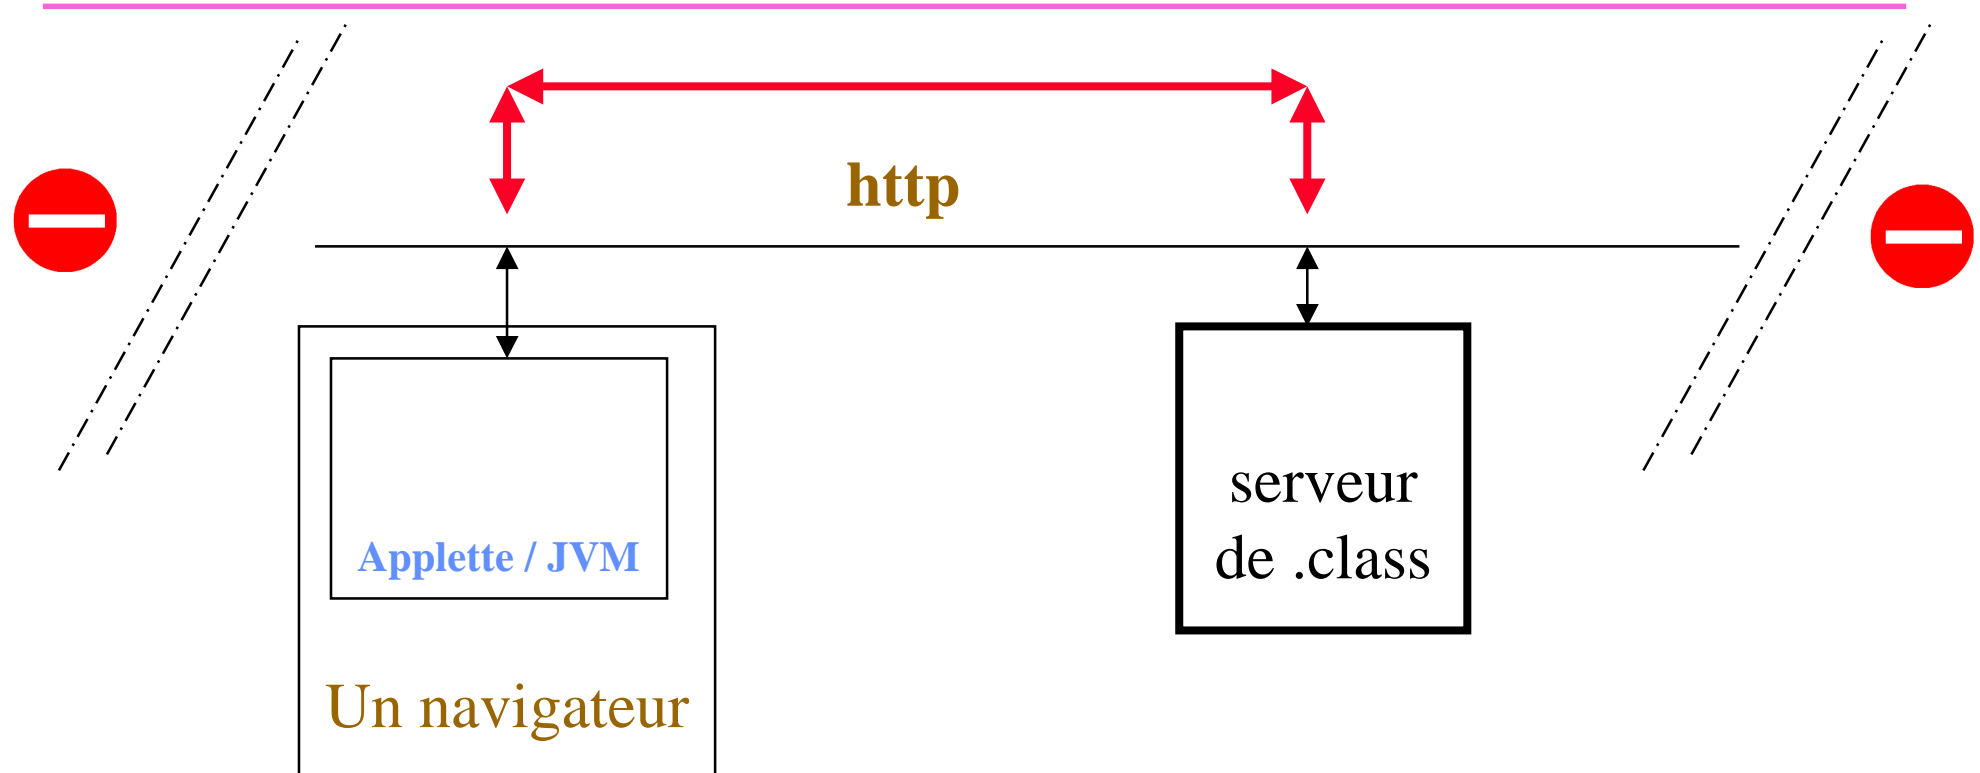 http
serveur
de .class
Applette / JVM
Un navigateur